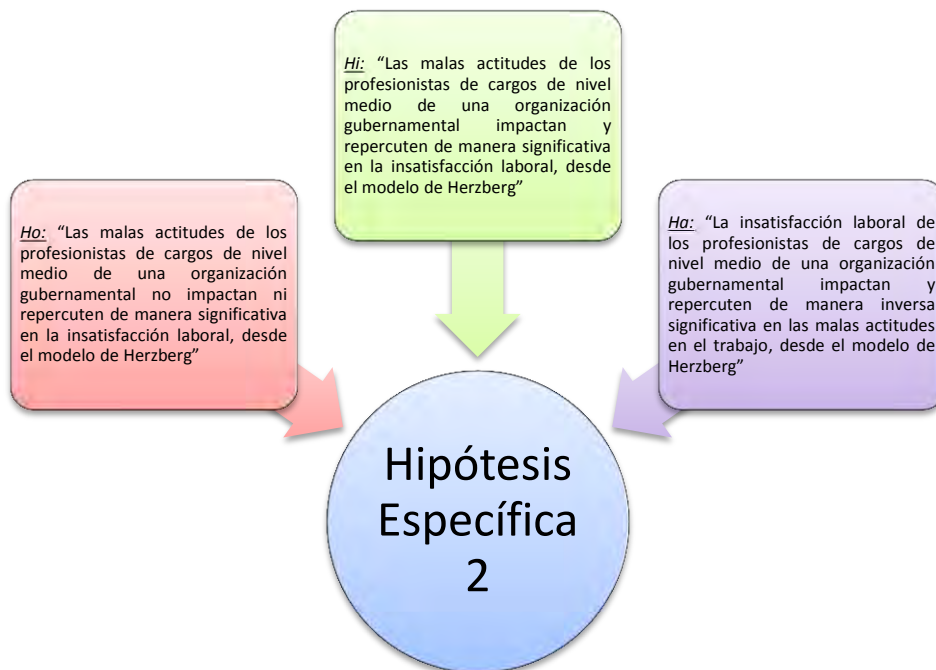 Hi: “Las malas actitudes de los
profesionistas de cargos de nivel
medio de una organización
gubernamental impactan y
repercuten de manera significativa
en la insatisfacción laboral, desde
el modelo de Herzberg”
Ho: “Las malas actitudes de los
profesionistas de cargos de nivel
medio de una organización
gubernamental no impactan ni
repercuten de manera significativa
en la insatisfacción laboral, desde
el modelo de Herzberg”
Ha: “La insatisfacción laboral de
los profesionistas de cargos de
nivel medio de una organización
gubernamental impactan y
repercuten de manera inversa
significativa en las malas actitudes
en el trabajo, desde el modelo de
Herzberg”
Hipótesis
Específica
2